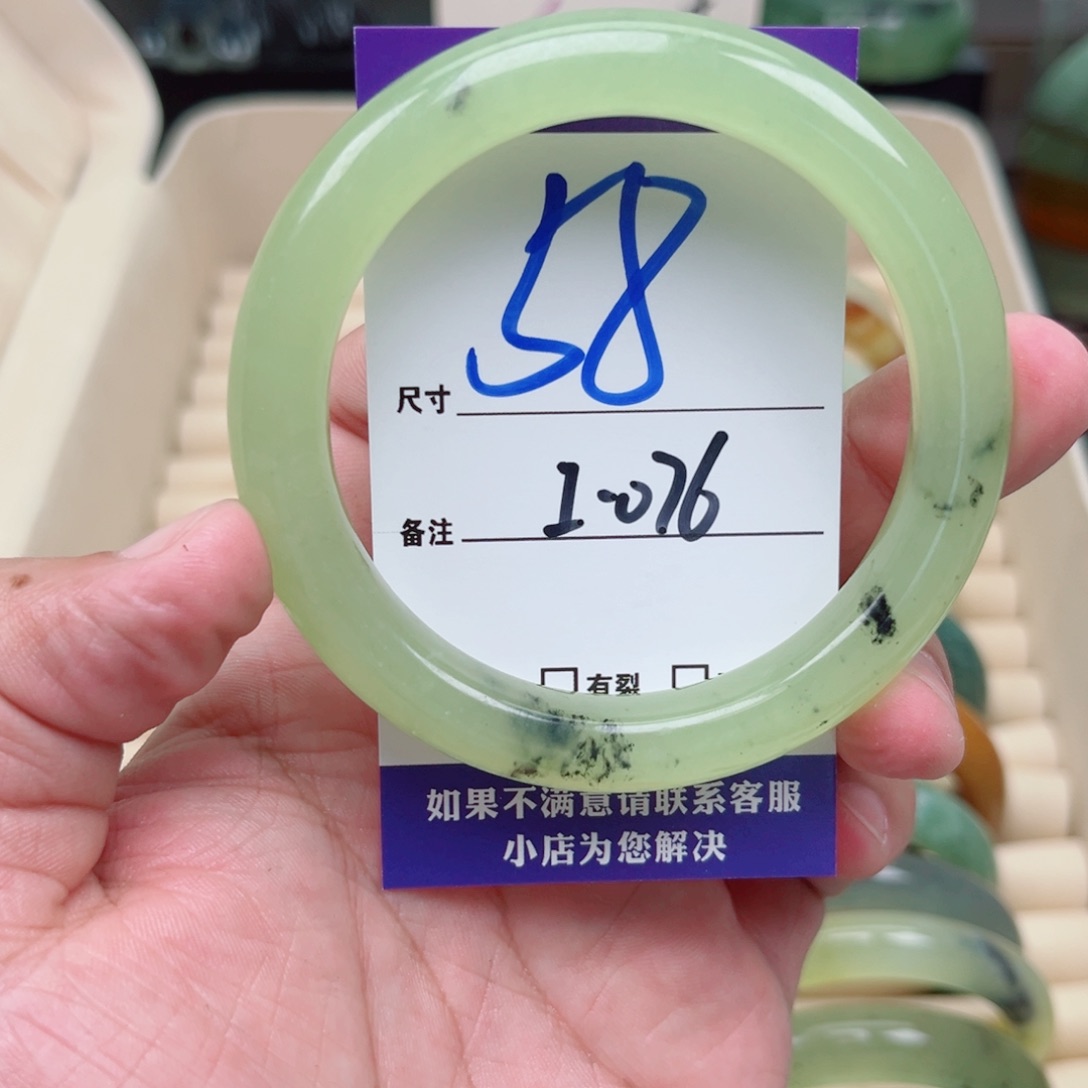 尺寸 58
备注 1-076
□ 有裂 □
如果不满意请联系客服
小店为您解决